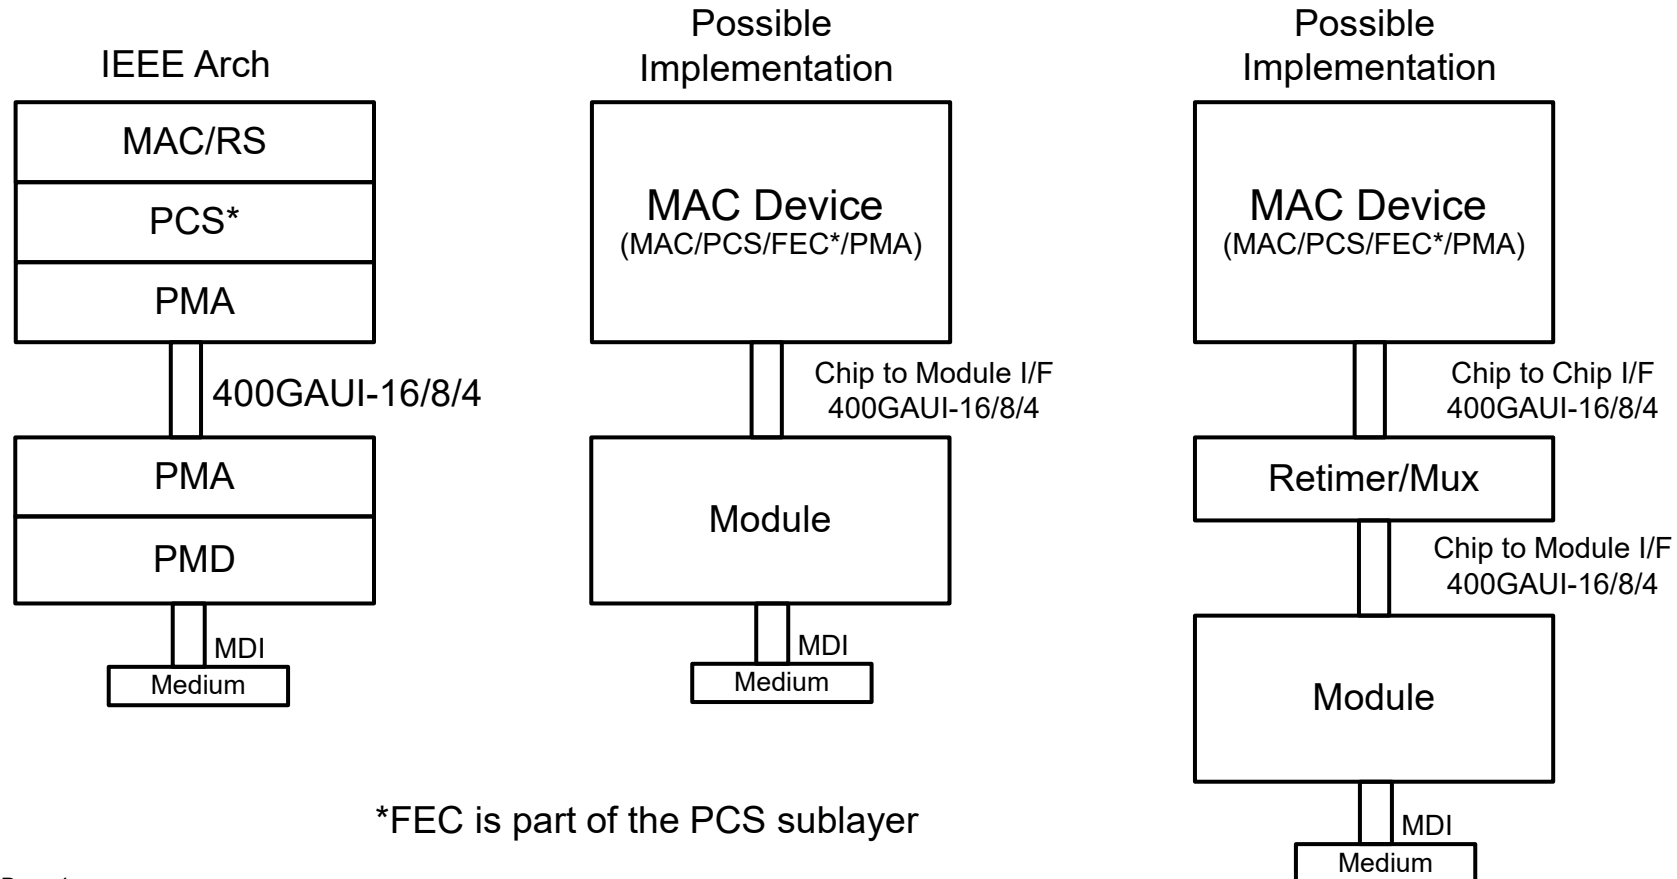 IEEE Arch
MAC/RS
PCS*
PMA
400GAUI-16/8/4
PMA
PMD
MDI
Medium
Possible
Implementation
MAC Device
(MAC/PCS/FEC*/PMA)
Chip to Module I/F
400GAUI-16/8/4
Module
MDI
Medium
Possible
Implementation
MAC Device
(MAC/PCS/FEC*/PMA)
Chip to Chip I/F
400GAUI-16/8/4
Retimer/Mux
Chip to Module I/F
400GAUI-16/8/4
Module
MDI
Medium
*FEC is part of the PCS sublayer